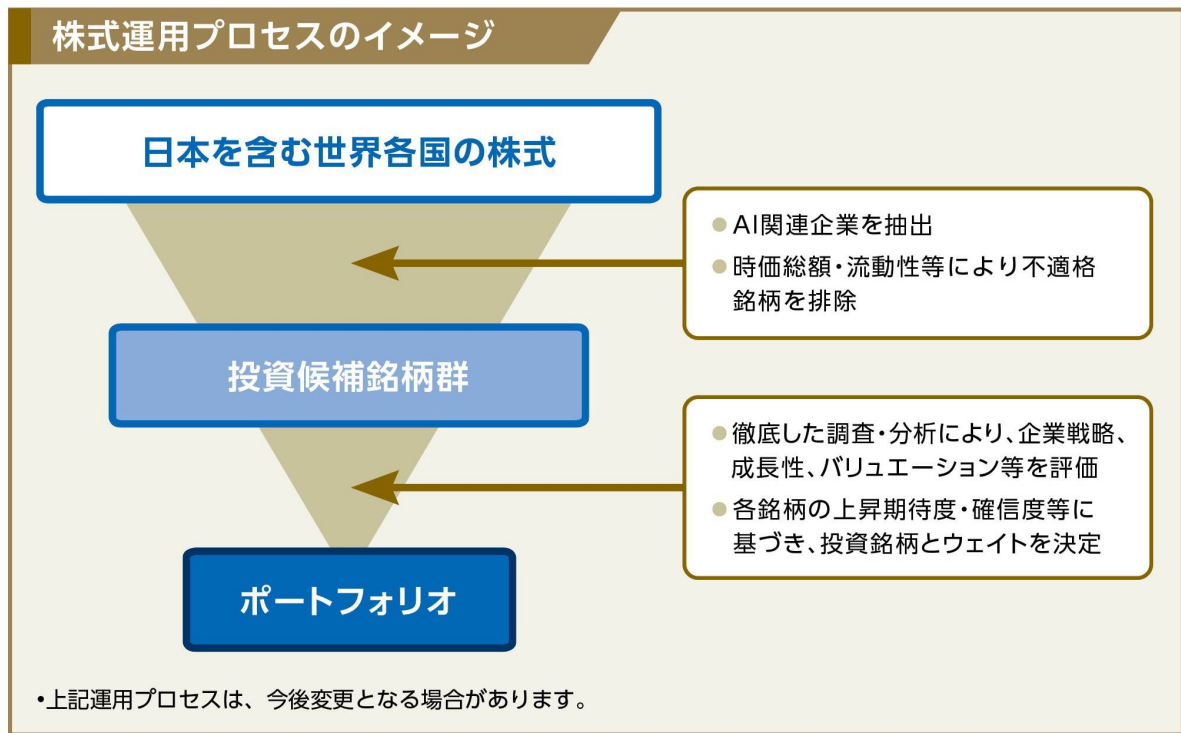 株式運用プロセスのイメージ
日本を含む世界各国の株式
●AI関連企業を抽出
●時価総額・流動性等により不適格
銘柄を排除
投資候補銘柄群
●徹底した調査・分析により、企業戦略、
成長性、バリュエーション等を評価
●各銘柄の上昇期待度・確信度等に
基づき、投資銘柄とウェイトを決定
ポートフォリオ
•上記運用プロセスは、今後変更となる場合があります。